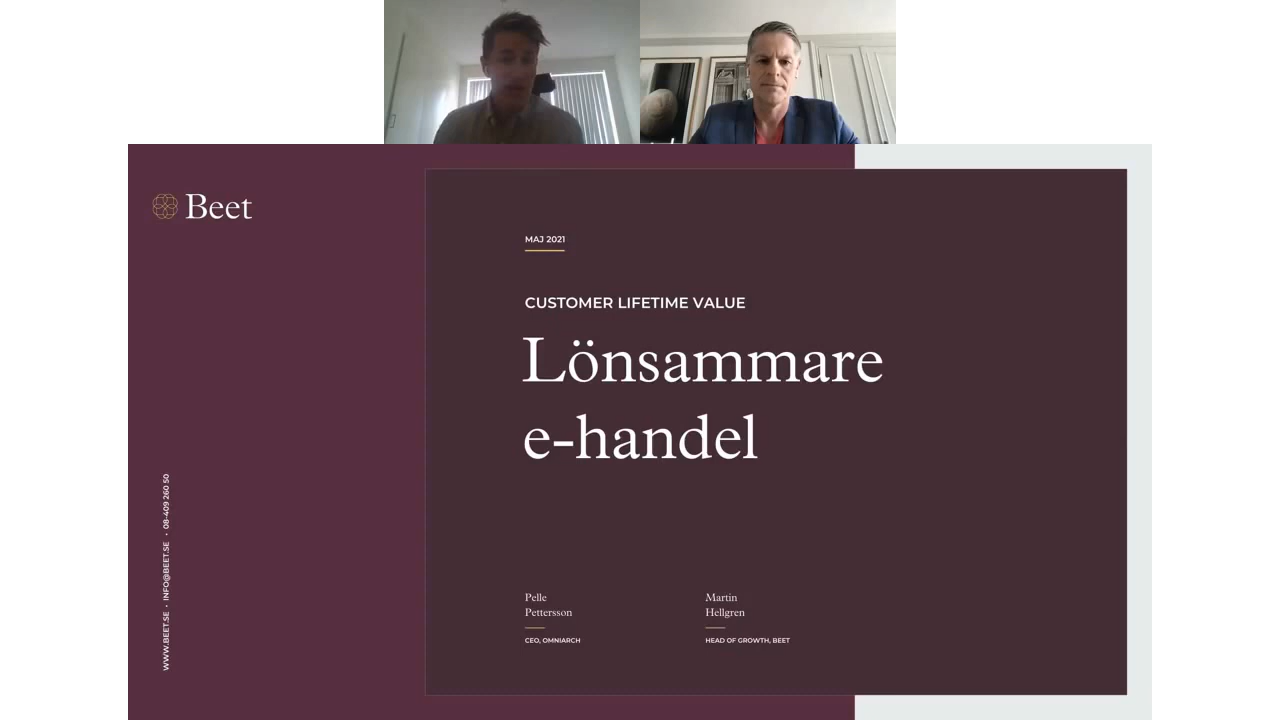 Beet
MAJ 2021
CUSTOMER LIFETIME VALUE
Lönsammare
e-handel
Pelle
Pettersson
CEO, OMNIARCH
Martin
Hellgren
HEAD OF GROWTH, BEET
WWW.BEET.SE • INFO@BEET.SE • 08-409 260 50